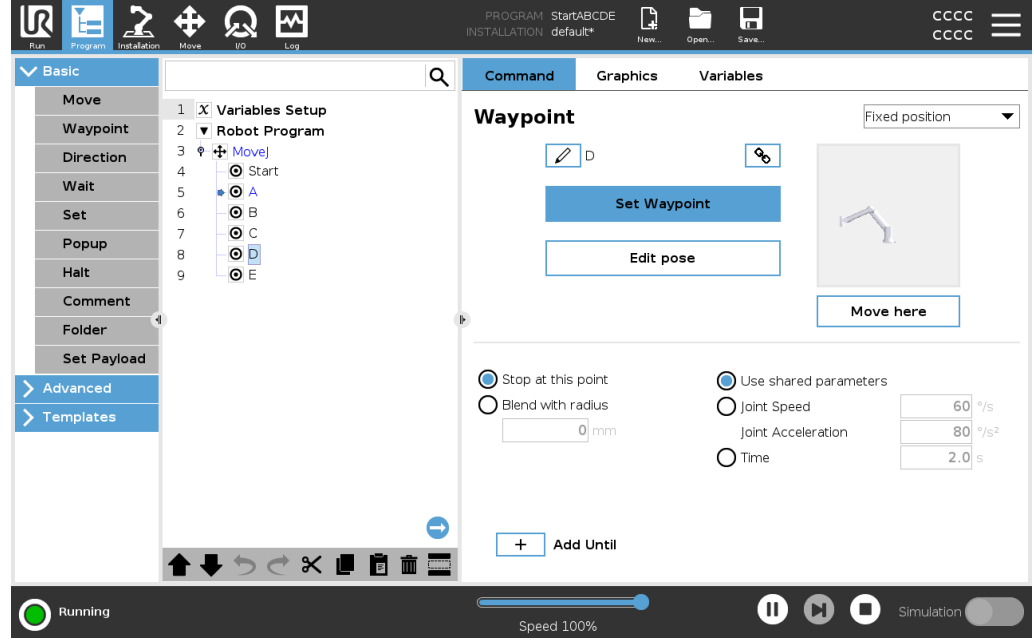 UR
PROGRAM StartABCDE
INSTALLATION default*
CCCC
CCCC
Run
Program
Installation
Move
I/O
Log
New...
Open...
Save...
Basic
Move
Waypoint
Direction
Wait
Set
Popup
Halt
Comment
Folder
Set Payload
Advanced
Templates
1 X Variables Setup
2 Robot Program
3 MoveJ
4 Start
5 A
6 B
7 C
8 D
9 E
Command Graphics Variables
Waypoint
Fixed position
D
Set Waypoint
Edit pose
Move here
Stop at this point
Blend with radius
0 mm
Use shared parameters
Joint Speed 60 °/s
Joint Acceleration 80 °/s²
Time 2.0 s
+ Add Until
Running
Speed 100%
Simulation